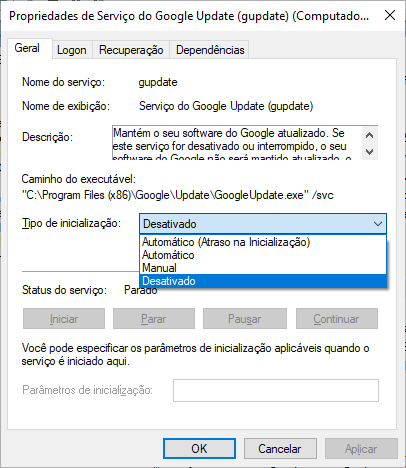 Propriedades de Serviço do Google Update (gupdate) (Computado...
Geral Logon Recuperação Dependências
Nome do serviço: gupdate
Nome de exibição: Serviço do Google Update (gupdate)
Descrição: Mantém o seu software do Google atualizado. Se
este serviço for desativado ou interrompido, o seu
software do Google não será mantido atualizado, o
Caminho do executável:
"C:\Program Files (x86)\Google\Update\GoogleUpdate.exe" /svc
Tipo de inicialização: Desativado
Automático (Atraso na Inicialização)
Automático
Manual
Desativado
Status do serviço: Parado
Iniciar Parar Pausar Continuar
Você pode especificar os parâmetros de inicialização aplicáveis quando o
serviço é iniciado aqui.
Parâmetros de inicialização:
OK Cancelar Aplicar